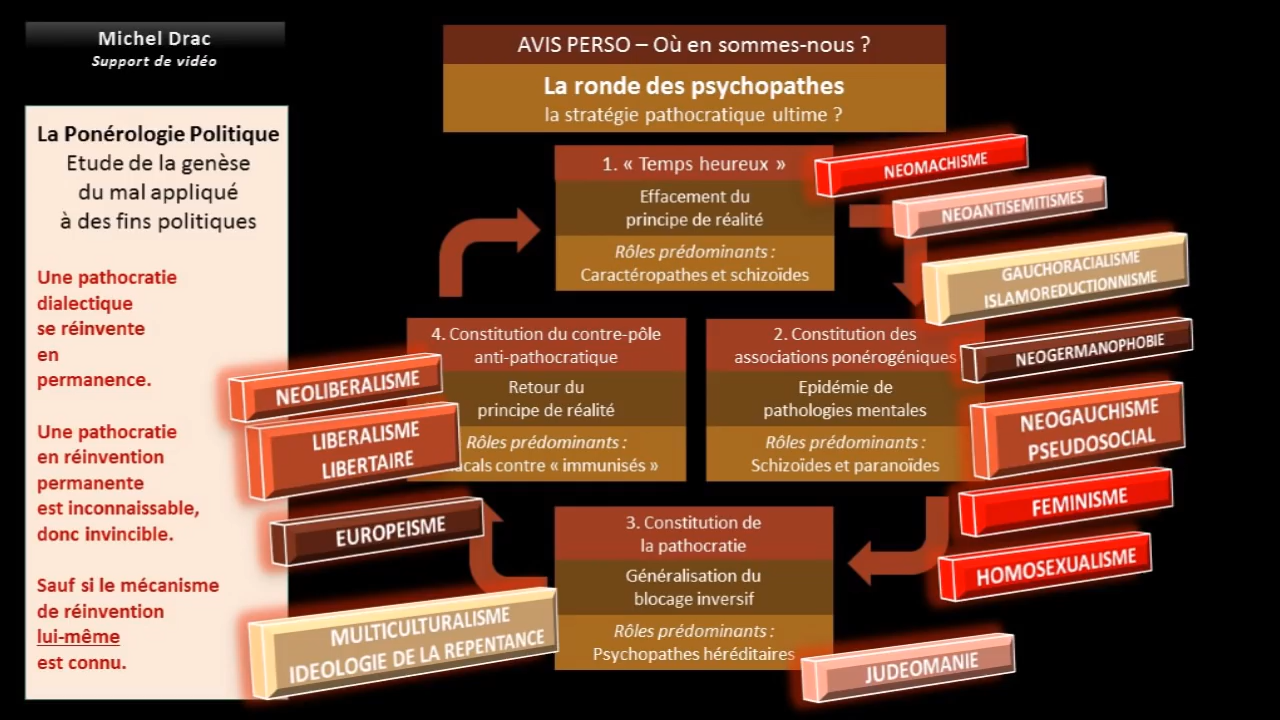 Michel Drac
Support de vidéo
AVIS PERSO – Où en sommes-nous ?
La ronde des psychopathes
la stratégie pathocratique ultime ?
La Ponérologie Politique
Etude de la genèse
du mal appliqué
à des fins politiques
Une pathocratie
dialectique
se réinvente
en
permanence.
Une pathocratie
en réinvention
permanente
est inconnaissable,
donc invincible.
Sauf si le mécanisme
de réinvention
lui-même
est connu.
1. « Temps heureux »
Effacement du
principe de réalité
Rôles prédominants :
Caractéropathes et schizoïdes
NEOMACHISME
NEOANTISEMITISMES
GAUCHORACIALISME
ISLAMOREDUCTIONNISME
NEOGERMANOPHOBIE
NEOGAUCHISME
PSEUDOSOCIAL
FEMINISME
HOMOSEXUALISME
JUDEOMANIE
2. Constitution des
associations ponérogéniques
Epidémie de
pathologies mentales
Rôles prédominants :
Schizoïdes et paranoïdes
3. Constitution de
la pathocratie
Généralisation du
blocage inversif
Rôles prédominants :
Psychopathes héréditaires
4. Constitution du contre-pôle
anti-pathocratique
Retour du
principe de réalité
Rôles prédominants :
contre « immunisés »
NEOLIBERALISME
LIBERALISME
LIBERTAIRE
EUROPEISME
MULTICULTURALISME
IDEOLOGIE DE LA REPENTANCE